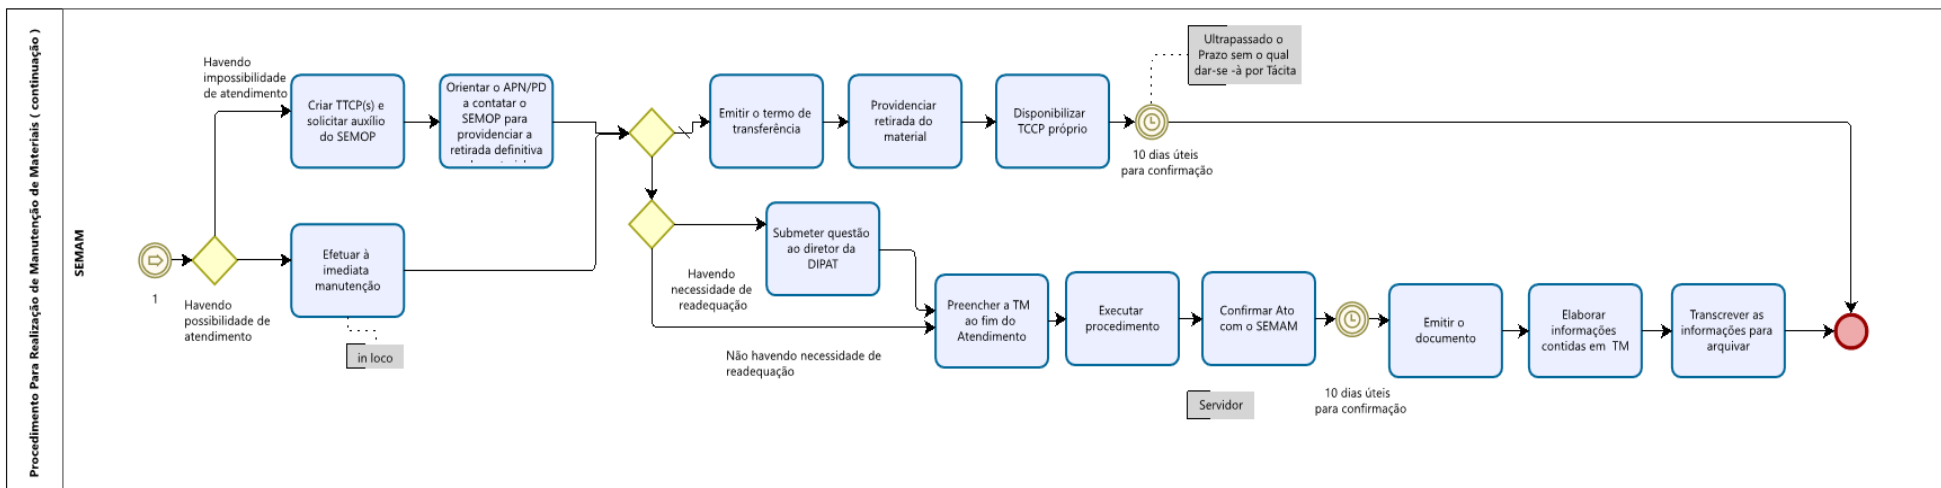 Procedimento Para Realização de Manutenção de Materiais ( continuação )
SEMAM
1
Havendo
impossibilidade
de atendimento
Havendo
possibilidade de
atendimento
Criar TTCP(s) e
solicitar auxílio
do SEMOP
Orientar o APN/PD
a contatar o
SEMOP para
providenciar a
retirada definitiva
Efetuar à
imediata
manutenção
in loco
Emitir o termo de
transferência
Providenciar
retirada do
material
Disponibilizar
TCCP próprio
10 dias úteis
para confirmação
Ultrapassado o
Prazo sem o qual
dar-se -à por Tácita
Submeter questão
ao diretor da
DIPAT
Havendo
necessidade de
readequação
Não havendo necessidade de
readequação
Preencher a TM
ao fim do
Atendimento
Executar
procedimento
Confirmar Ato
com o SEMAM
Servidor
10 dias úteis
para confirmação
Emitir o
documento
Elaborar
informações
contidas em  TM
Transcrever as
informações para
arquivar